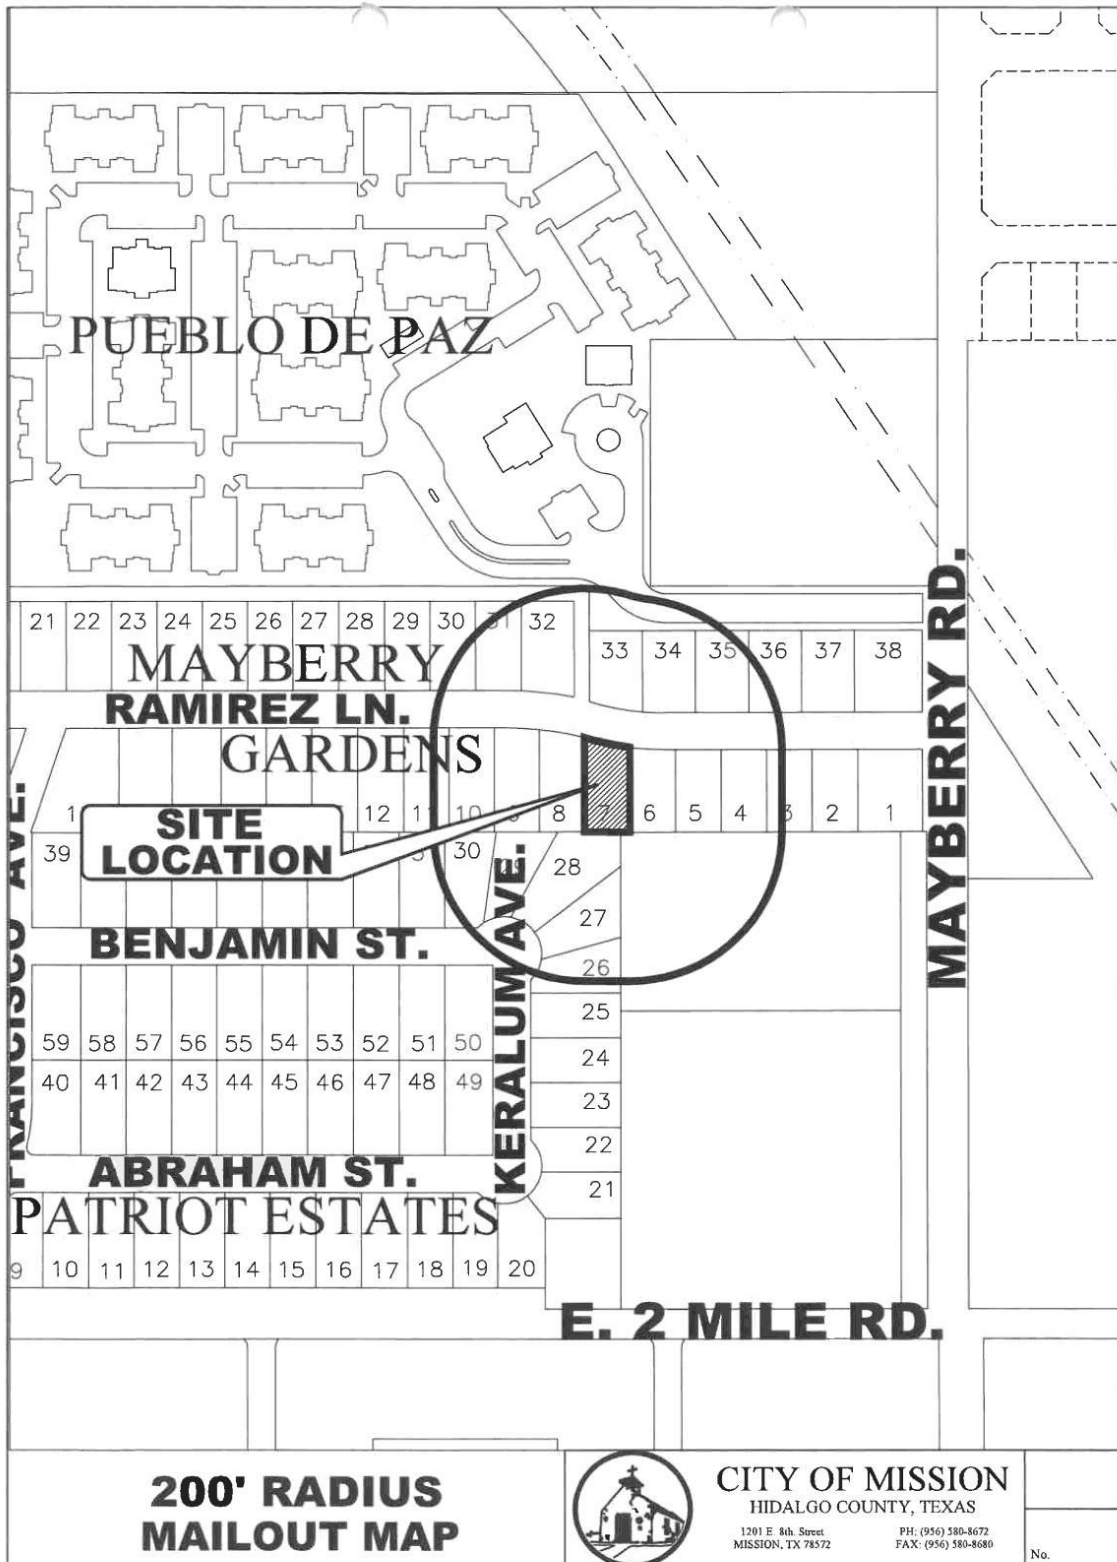 PUEBLO DE PAZ
21 22 23 24 25 26 27 28 29 30 31 32
33 34 35 36 37 38
MAYBERRY
RAMIREZ LN.
GARDENS
MAYBERRY RD.
12 11 10 9 8 7 6 5 4 3 2 1
SITE
LOCATION
39 30 28
27
26
25
24
23
22
21
FRANCISCO AVE.
KERALUM AVE.
BENJAMIN ST.
59 58 57 56 55 54 53 52 51 50
40 41 42 43 44 45 46 47 48 49
ABRAHAM ST.
PATRIOT ESTATES
9 10 11 12 13 14 15 16 17 18 19 20
E. 2 MILE RD.
200' RADIUS
MAILOUT MAP
CITY OF MISSION
HIDALGO COUNTY, TEXAS
1201 E. 8th. Street PH: (956) 580-8672
MISSION, TX 78572 FAX: (956) 580-8680
No.